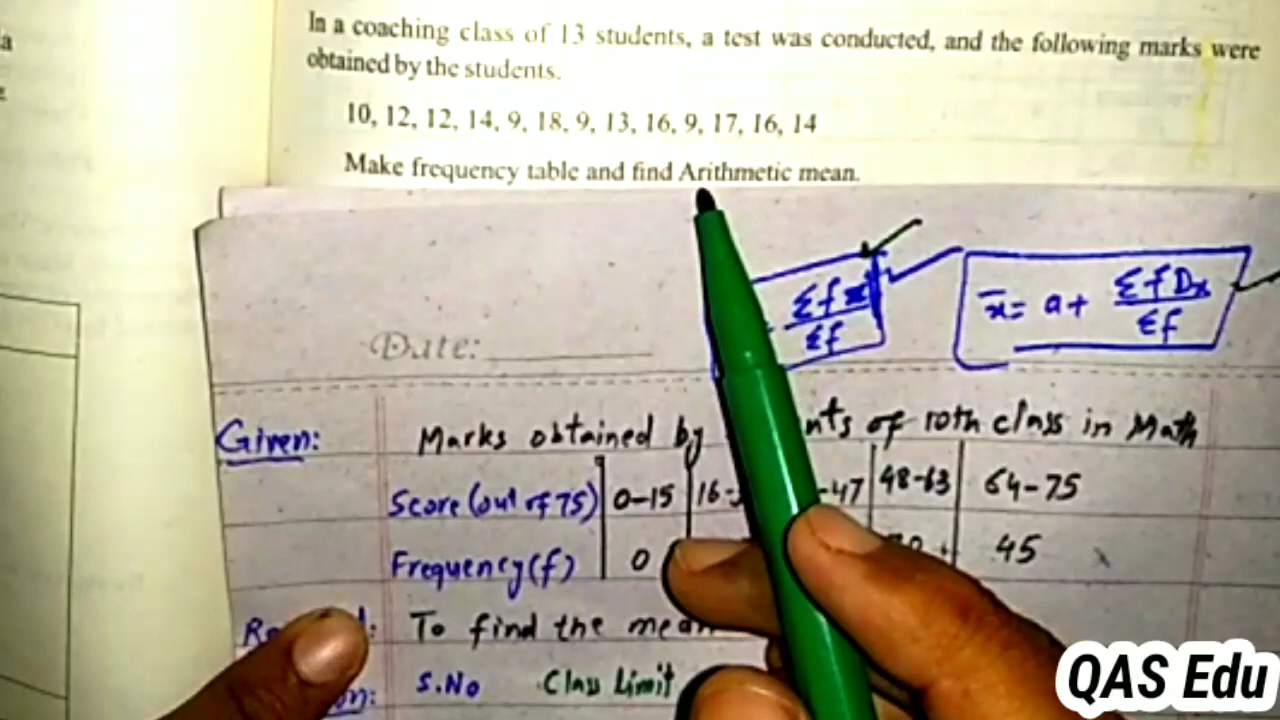 a
In a coaching class of 13 students, a test was conducted, and the following marks were
obtained by the students.
10, 12, 12, 14, 9, 18, 9, 13, 16, 9, 17, 16, 14
Make frequency table and find Arithmetic mean.
Σfx/Σf
x̄= a+ ΣfDx/Σf
Date:
Given: Marks obtained by nts of 10th class in Math
Score (out of 75) 0-15 16- -47 48-63 64-75
Frequency(f) 0 45
To find the mean
S.No Class Limit
QAS Edu